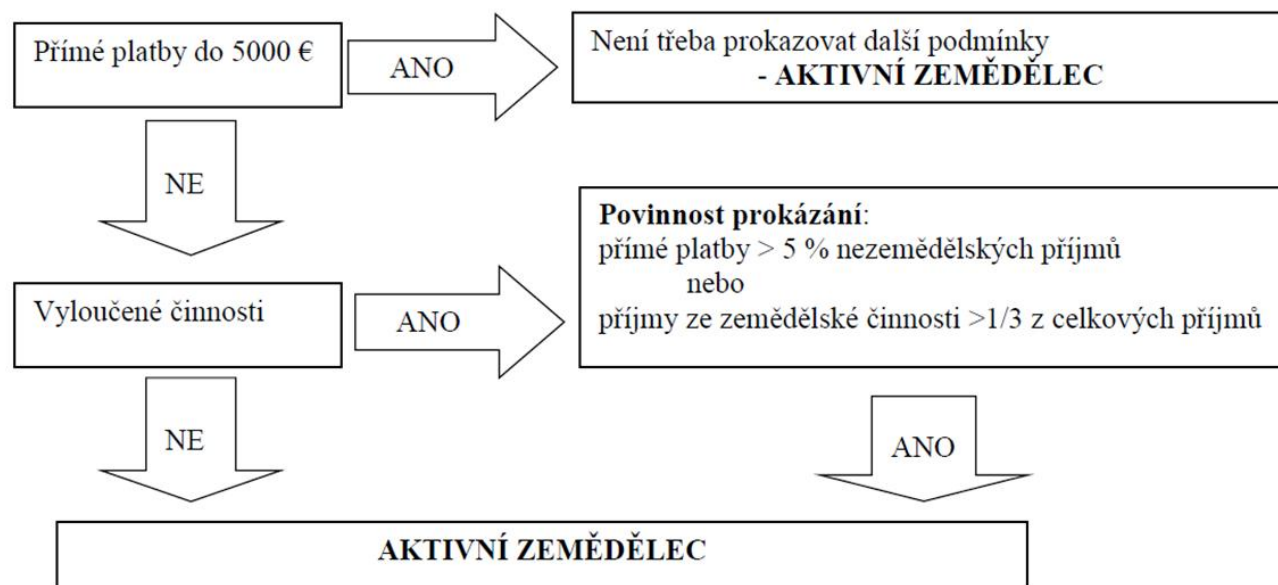 Přímé platby do 5000 €
ANO
Není třeba prokazovat další podmínky
- AKTIVNÍ ZEMĚDĚLEC
NE
Povinnost prokázání:
přímé platby > 5 % nezemědělských příjmů
nebo
příjmy ze zemědělské činnosti >1/3 z celkových příjmů
Vyloučené činnosti
ANO
NE
ANO
AKTIVNÍ ZEMĚDĚLEC